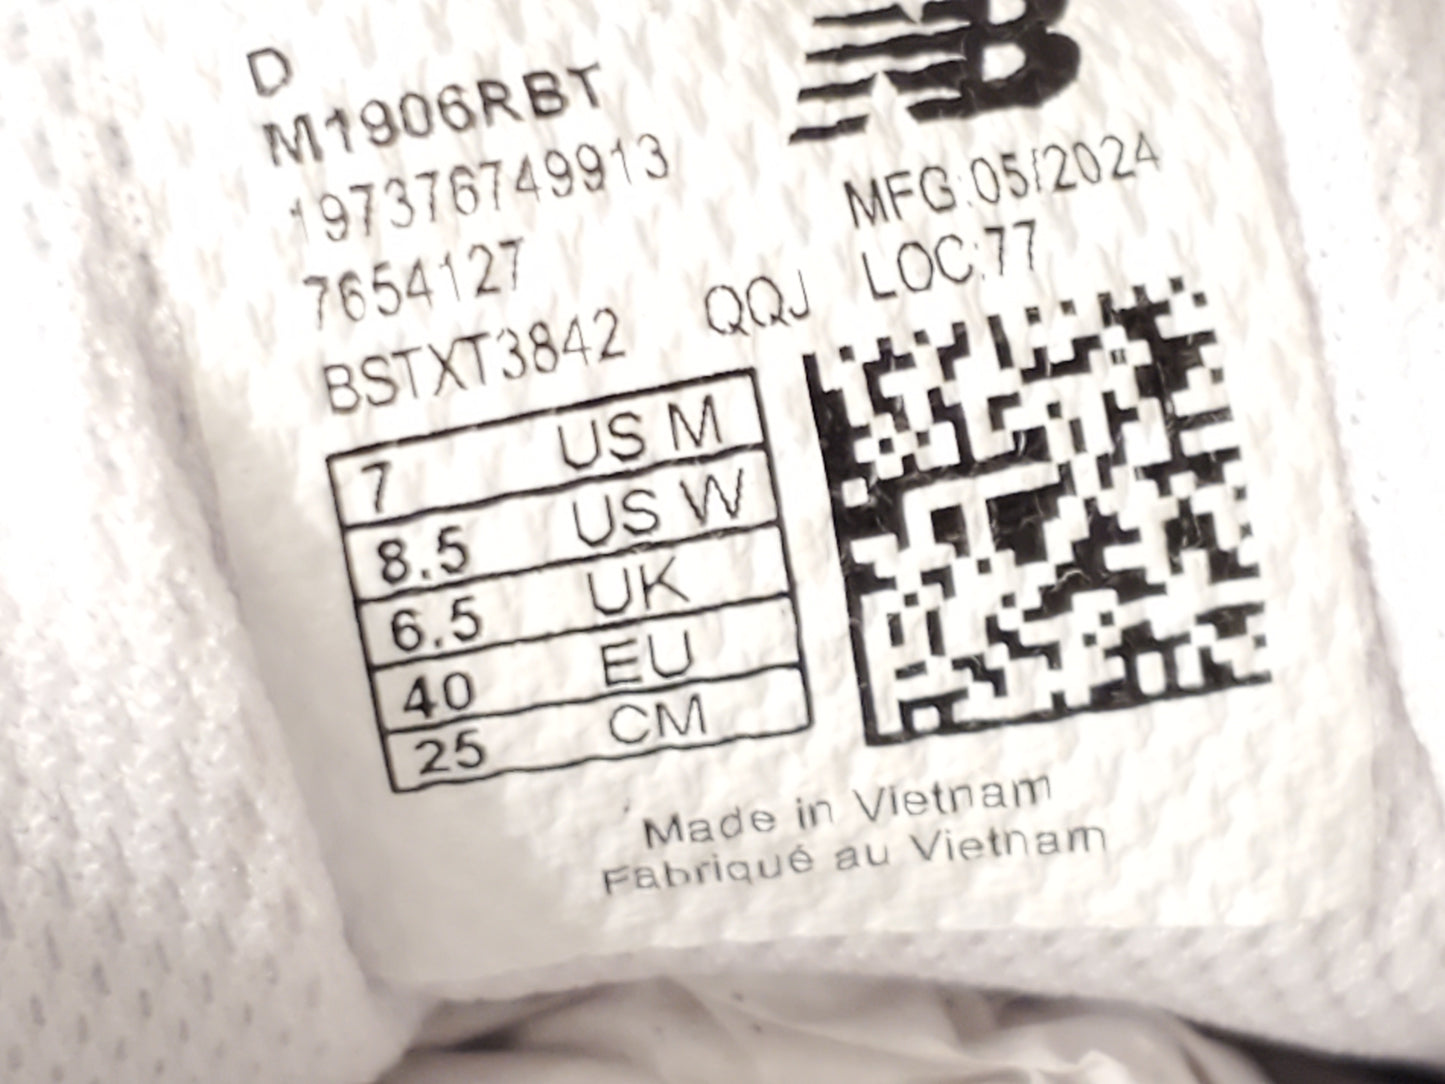 D
M1906RBT
197376749913
7654127
BSTXT3842 QQJ
NB
MFG:05/2024
LOC:77
7 US M
8.5 US W
6.5 UK
40 EU
25 CM
Made in Vietnam
Fabriqué au Vietnam